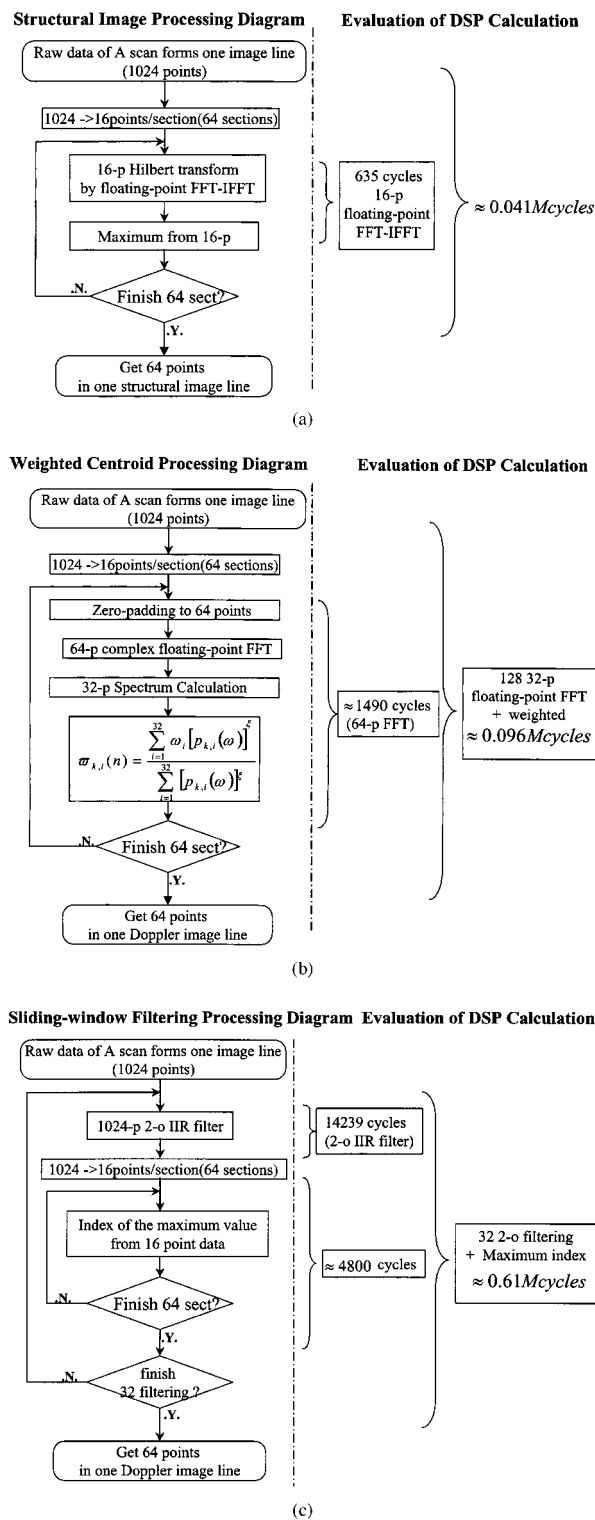 Structural Image Processing Diagram
Evaluation of DSP Calculation
Raw data of A scan forms one image line
(1024 points)
1024 ->16points/section(64 sections)
16-p Hilbert transform
by floating-point FFT-IFFT
Maximum from 16-p
.N.
Finish 64 sect?
.Y.
Get 64 points
in one structural image line
635 cycles
16-p
floating-point
FFT-IFFT
≈ 0.041Mcycles
(a)
Weighted Centroid Processing Diagram
Evaluation of DSP Calculation
Raw data of A scan forms one image line
(1024 points)
1024 ->16points/section(64 sections)
Zero-padding to 64 points
64-p complex floating-point FFT
32-p Spectrum Calculation
ϖ k,i (n) = ∑ i=1 32 ω i [p k,i (ω)] ξ / ∑ i=1 32 [p k,i (ω)] ξ
.N.
Finish 64 sect?
.Y.
Get 64 points
in one Doppler image line
≈ 1490 cycles
(64-p FFT)
128 32-p
floating-point FFT
+ weighted
≈ 0.096Mcycles
(b)
Sliding-window Filtering Processing Diagram
Evaluation of DSP Calculation
Raw data of A scan forms one image line
(1024 points)
1024-p 2-o IIR filter
1024 ->16points/section(64 sections)
Index of the maximum value
from 16 point data
.N.
Finish 64 sect?
.Y.
.N.
finish
32 filtering ?
.Y.
Get 64 points
in one Doppler image line
14239 cycles
(2-o IIR filter)
≈ 4800 cycles
32 2-o filtering
+ Maximum index
≈ 0.61Mcycles
(c)